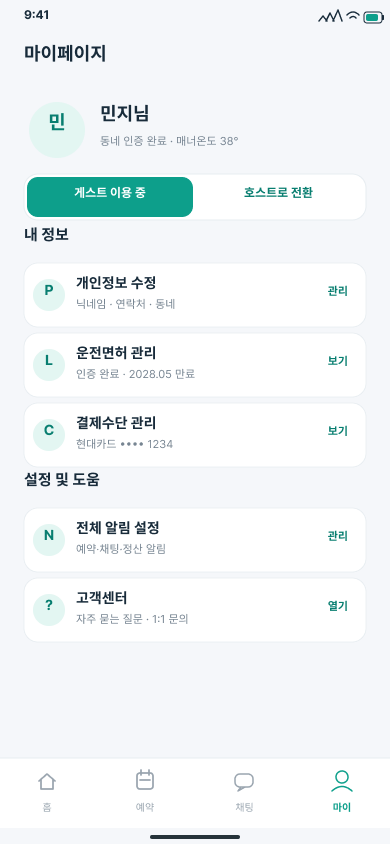 9:41
마이페이지
민
민지님
동네 인증 완료 · 매너온도 38°
게스트 이용 중
호스트로 전환
내 정보
P
개인정보 수정
닉네임 · 연락처 · 동네
관리
L
운전면허 관리
인증 완료 · 2028.05 만료
보기
C
결제수단 관리
현대카드 •••• 1234
보기
설정 및 도움
N
전체 알림 설정
예약·채팅·정산 알림
관리
?
고객센터
자주 묻는 질문 · 1:1 문의
열기
홈
예약
채팅
마이